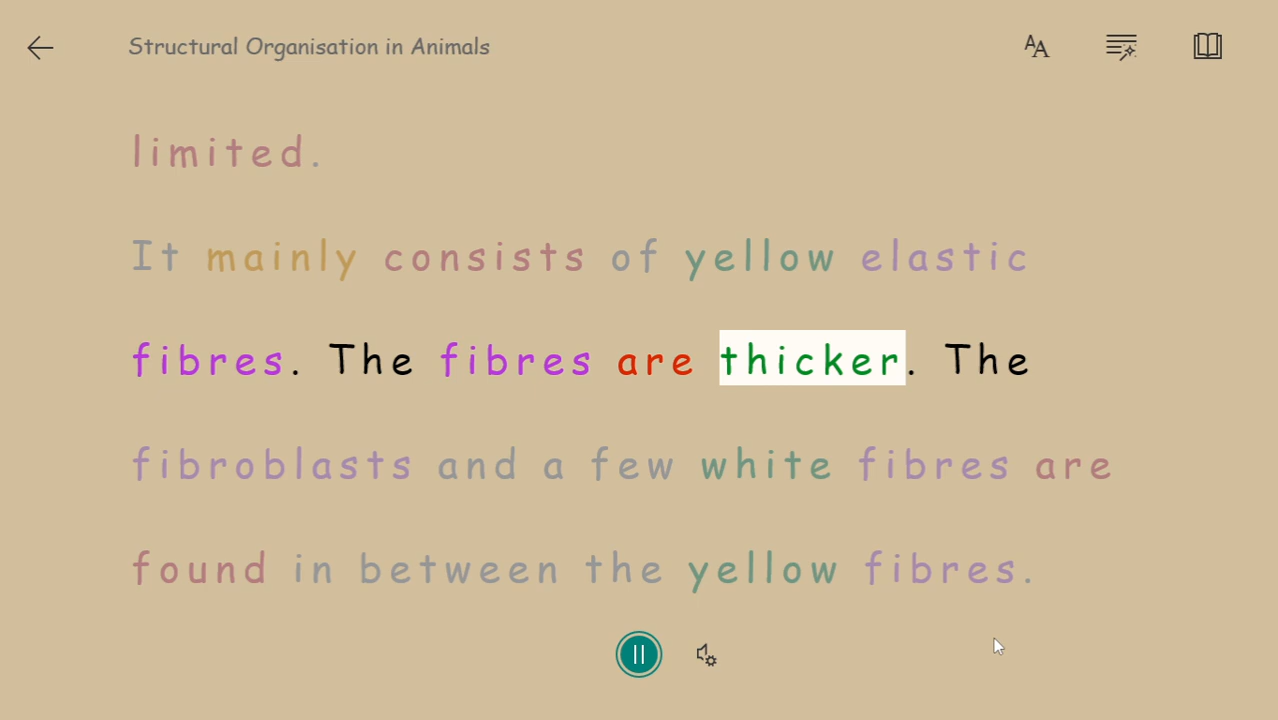 Structural Organisation in Animals
limited.
It mainly consists of yellow elastic
fibres. The fibres are thicker. The
fibroblasts and a few white fibres are
found in between the yellow fibres.